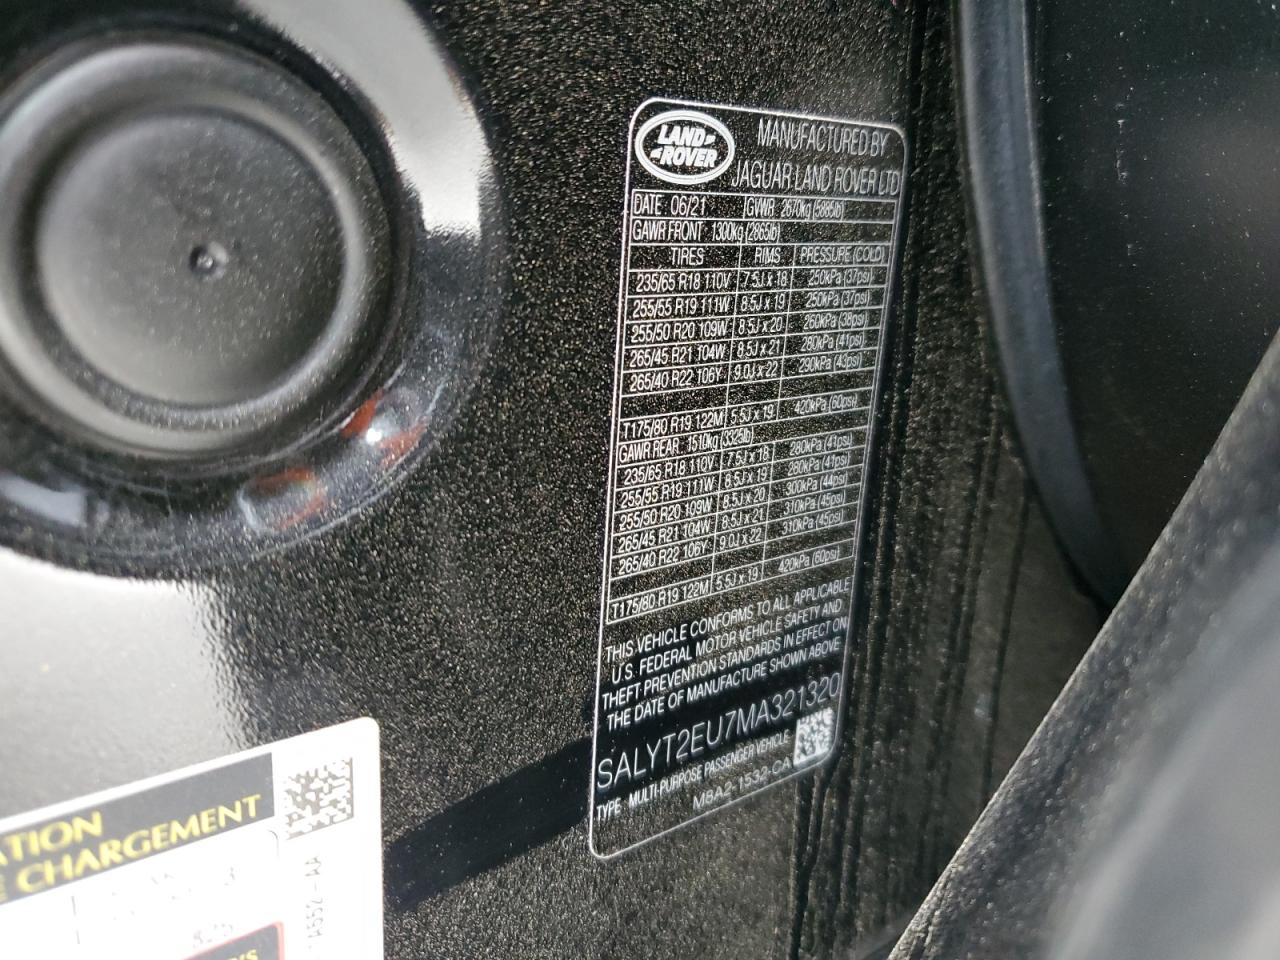 LAND ROVER
MANUFACTURED BY
JAGUAR LAND ROVER LTD
DATE 06/21 GVWR 2670kg (5885lb)
GAWR FRONT 1300kg (2865lb)
TIRES RIMS PRESSURE (COLD)
235/65 R18 110V 7.5J x 18 250kPa (37psi)
255/55 R19 111W 8.5J x 19 250kPa (37psi)
255/50 R20 109W 8.5J x 20 260kPa (38psi)
265/45 R21 104W 8.5J x 21 280kPa (41psi)
265/40 R22 106Y 9.0J x 22 290kPa (43psi)
T175/80 R19 122M 5.5J x 19 420kPa (60psi)
GAWR REAR 1510kg (3325lb)
235/65 R18 110V 7.5J x 18 280kPa (41psi)
255/55 R19 111W 8.5J x 19 280kPa (41psi)
255/50 R20 109W 8.5J x 20 300kPa (44psi)
265/45 R21 104W 8.5J x 21 310kPa (45psi)
265/40 R22 106Y 9.0J x 22 310kPa (45psi)
T175/80 R19 122M 5.5J x 19 420kPa (60psi)
THIS VEHICLE CONFORMS TO ALL APPLICABLE
U.S. FEDERAL MOTOR VEHICLE SAFETY AND
THEFT PREVENTION STANDARDS IN EFFECT ON
THE DATE OF MANUFACTURE SHOWN ABOVE
SALYT2EU7MA321320
TYPE MULTI-PURPOSE PASSENGER VEHICLE
M8A2-1532-CA
ATION
E CHARGEMENT